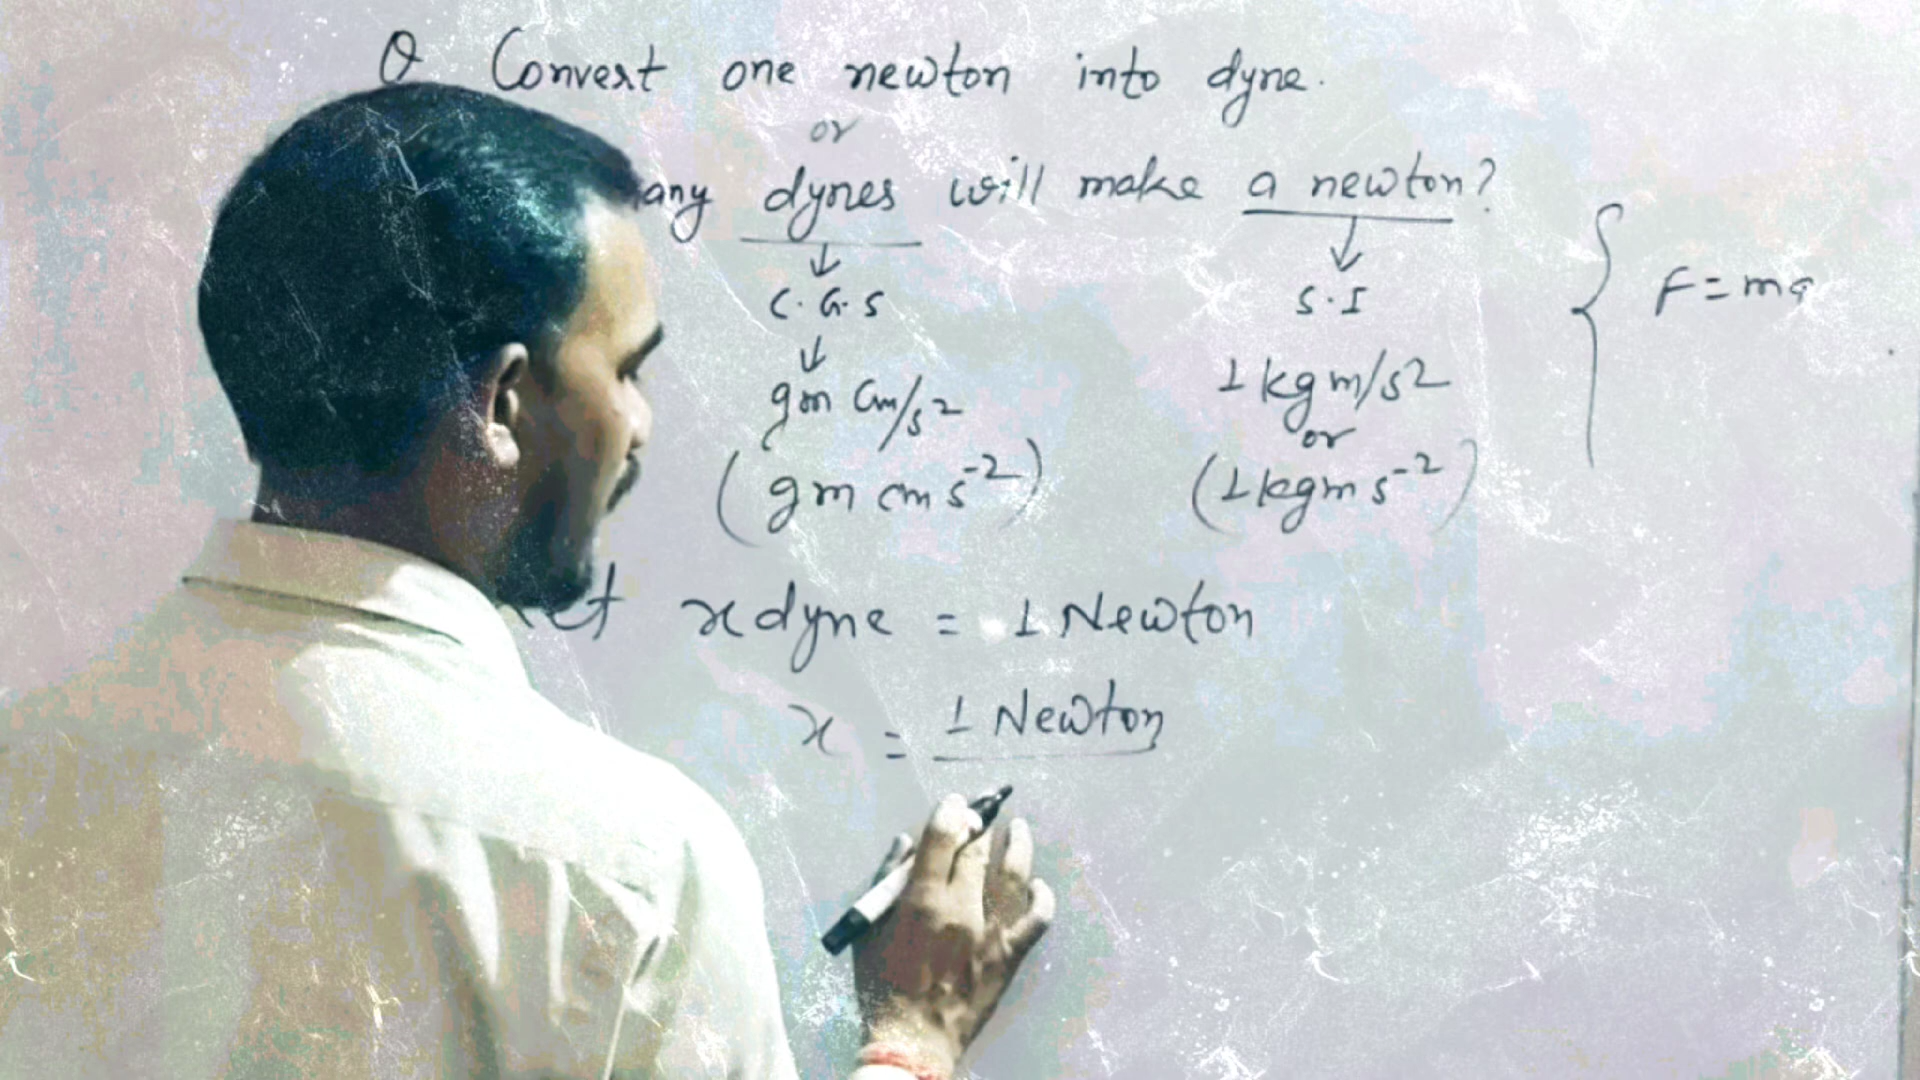 Q Convert one newton into dyne.
or
any dynes will make a newton?
↓ ↓
C.G.S S.I
↓
gm cm/s² 1 kg m/s²
or
(gm cm s⁻²) (1 kgm s⁻²)
{ F = ma
x dyne = 1 Newton
x = 1 Newton